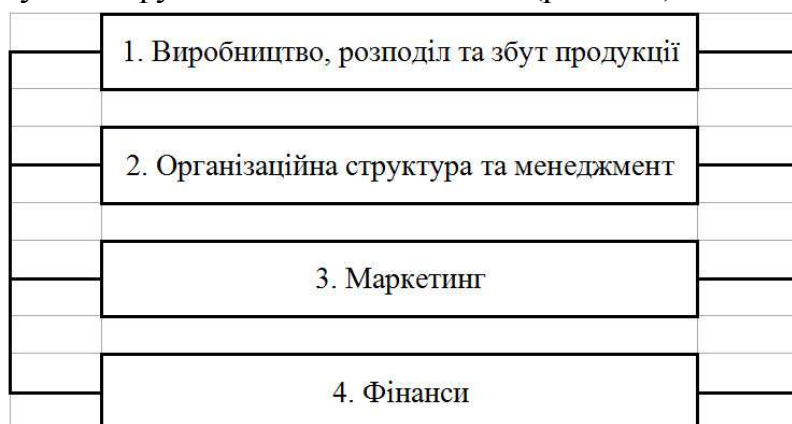 1. Виробництво, розподіл та збут продукції
2. Організаційна структура та менеджмент
3. Маркетинг
4. Фінанси